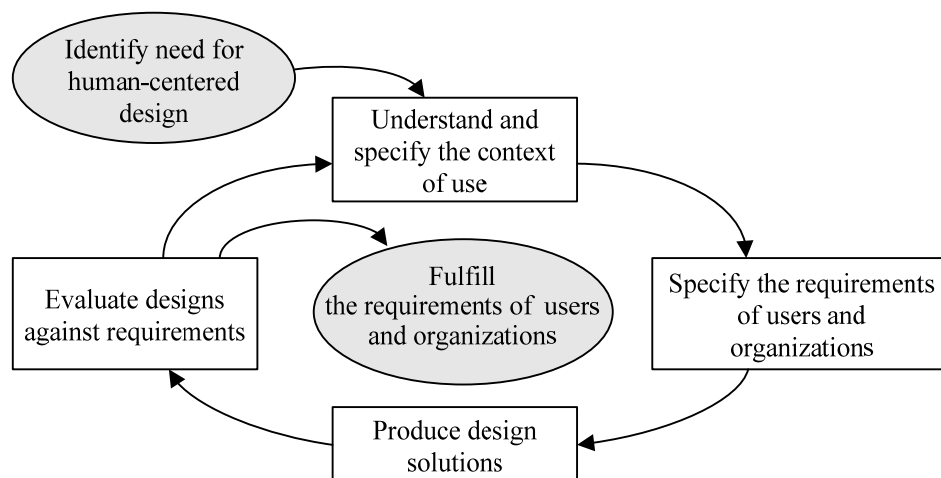 Identify need for
human-centered
design
Understand and
specify the context
of use
Evaluate designs
against requirements
Fulfill
the requirements of users
and organizations
Specify the requirements
of users and
organizations
Produce design
solutions